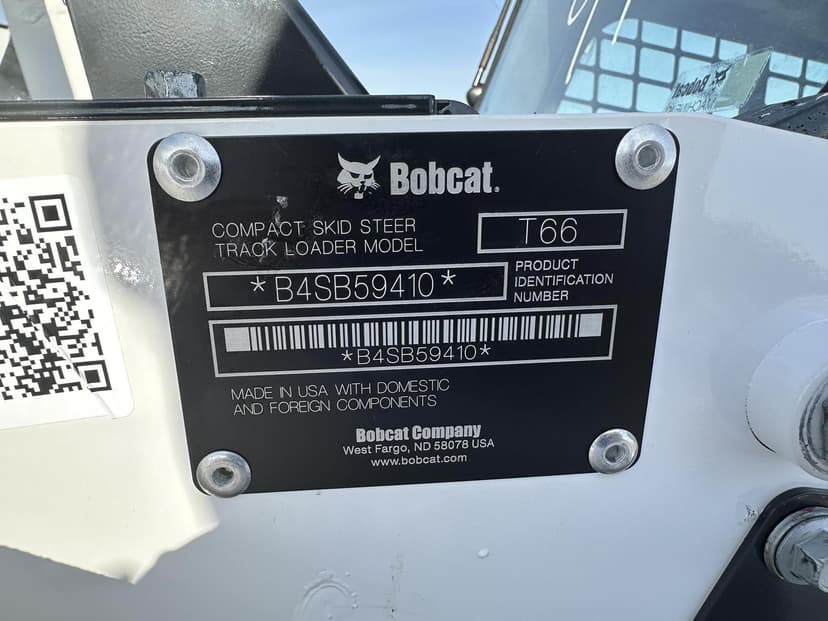 Bobcat
Bobcat.
COMPACT SKID STEER
TRACK LOADER MODEL
T66
*B4SB59410*
PRODUCT
IDENTIFICATION
NUMBER
*B4SB59410*
MADE IN USA WITH DOMESTIC
AND FOREIGN COMPONENTS
Bobcat Company
West Fargo, ND 58078 USA
www.bobcat.com